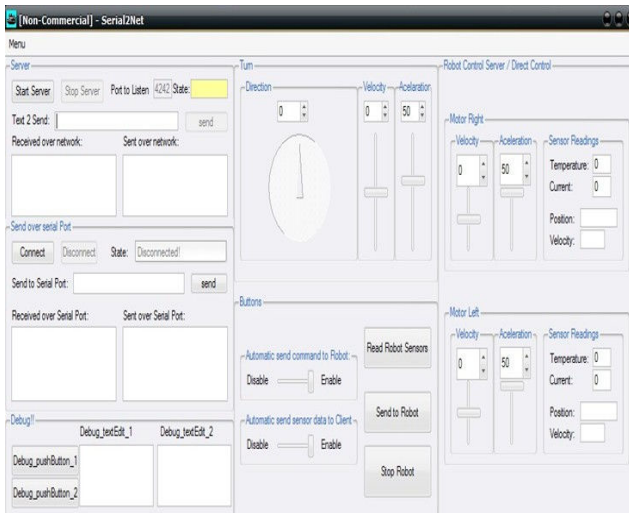 [Non-Commercial] - Serial2Net
Menu
Server
Start Server Stop Server Port to Listen 4242 State:
Text 2 Send: send
Received over network: Sent over network:
Send over serial Port
Connect Disconnect State: Disconnected!
Send to Serial Port: send
Received over Serial Port: Sent over Serial Port:
Debug!!
Debug_textEdit_1 Debug_textEdit_2
Debug_pushButton_1
Debug_pushButton_2
Turn
Direction Velocity Acelaration
0 0 50
Buttons
Automatic send command to Robot:
Disable Enable
Automatic send sensor data to Client
Disable Enable
Read Robot Sensors
Send to Robot
Stop Robot
Robot Control Server / Direct Control
Motor Right
Velocity Aceleration Sensor Readings
0 50 Temperature: 0
Current: 0
Position:
Velocity:
Motor Left
Velocity Aceleration Sensor Readings
0 50 Temperature: 0
Current: 0
Position:
Velocity: